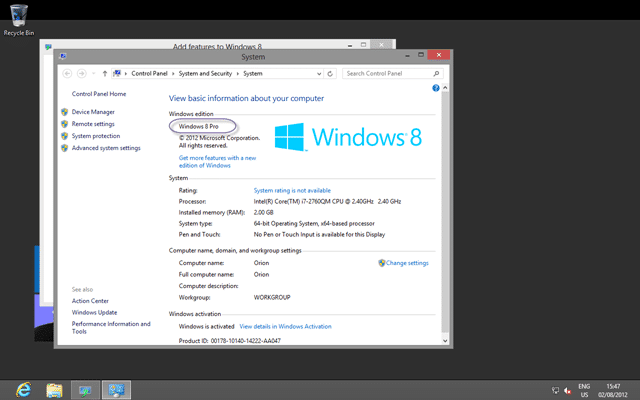 Recycle Bin
Add features to Windows 8
System
Control Panel
System and Security
System
Search Control Panel
Control Panel Home
Device Manager
Remote settings
System protection
Advanced system settings
See also
Action Center
Windows Update
Performance Information and
Tools
View basic information about your computer
Windows edition
Windows 8 Pro
© 2012 Microsoft Corporation.
All rights reserved.
Get more features with a new
edition of Windows
Windows 8
System
Rating: System rating is not available
Processor: Intel(R) Core(TM) i7-2760QM CPU @ 2.40GHz 2.40 GHz
Installed memory (RAM): 2.00 GB
System type: 64-bit Operating System, x64-based processor
Pen and Touch: No Pen or Touch Input is available for this Display
Computer name, domain, and workgroup settings
Computer name: Orion
Change settings
Full computer name: Orion
Computer description:
Workgroup: WORKGROUP
Windows activation
Windows is activated View details in Windows Activation
Product ID: 00178-10140-14222-AA047
ENG
US
15:47
02/08/2012